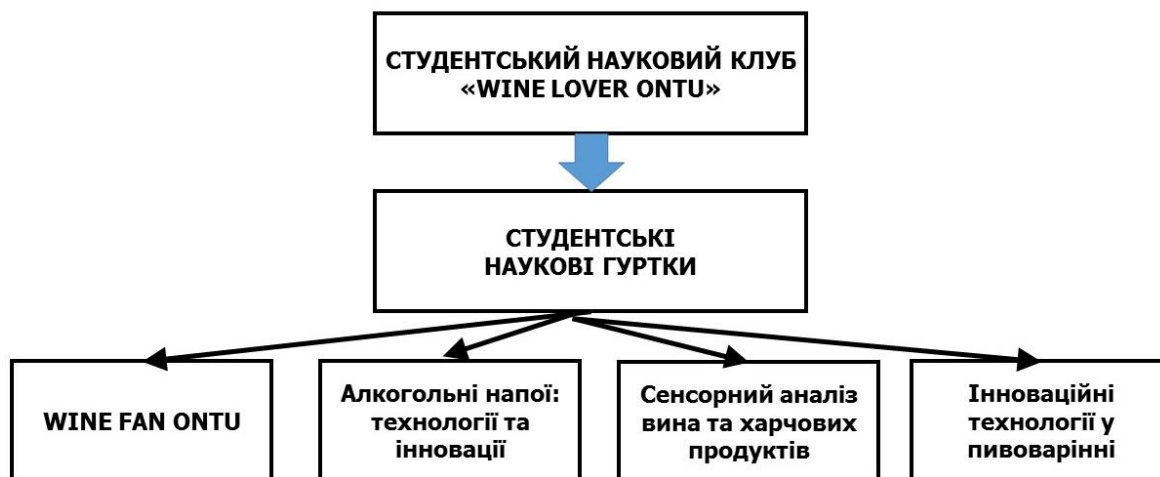 СТУДЕНТСЬКИЙ НАУКОВИЙ КЛУБ
«WINE LOVER ONTU»
СТУДЕНТСЬКІ
НАУКОВІ ГУРТКИ
WINE FAN ONTU
Алкогольні напої:
технології та
інновації
Сенсорний аналіз
вина та харчових
продуктів
Інноваційні
технології у
пивоварінні